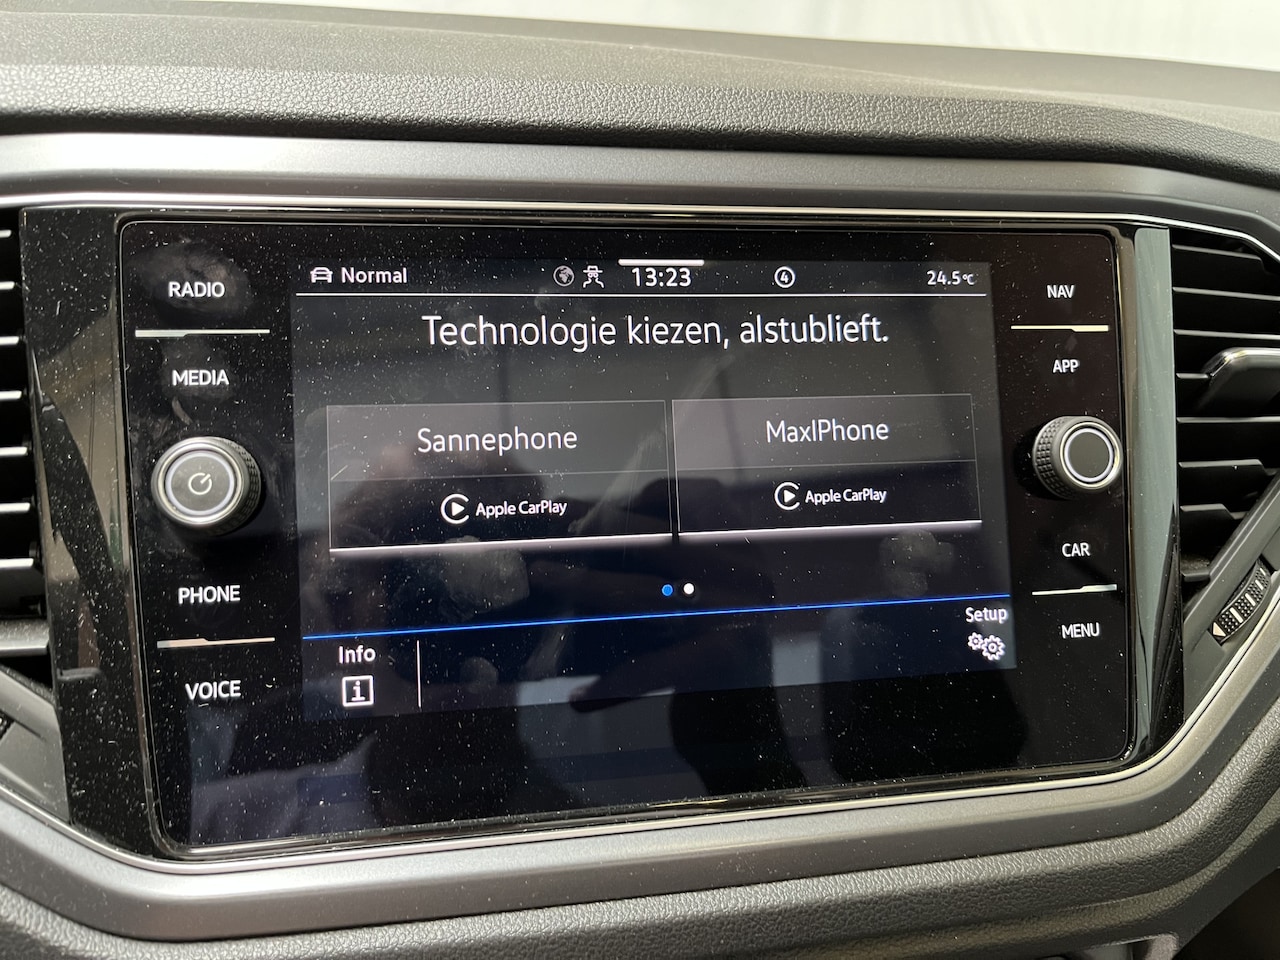 RADIO
MEDIA
PHONE
VOICE
Normal
13:23
4
24.5°C
Technologie kiezen, alstublieft.
Sannephone
Apple CarPlay
MaxIPhone
Apple CarPlay
Info
i
Setup
NAV
APP
CAR
MENU